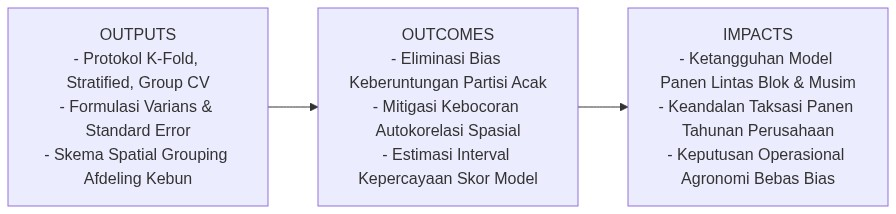 OUTPUTS
- Protokol K-Fold,
Stratified, Group CV
- Formulasi Varians &
Standard Error
- Skema Spatial Grouping
Afdeling Kebun
OUTCOMES
- Eliminasi Bias
Keberuntungan Partisi Acak
- Mitigasi Kebocoran
Autokorelasi Spasial
- Estimasi Interval
Kepercayaan Skor Model
IMPACTS
- Ketangguhan Model
Panen Lintas Blok & Musim
- Keandalan Taksasi Panen
Tahunan Perusahaan
- Keputusan Operasional
Agronomi Bebas Bias